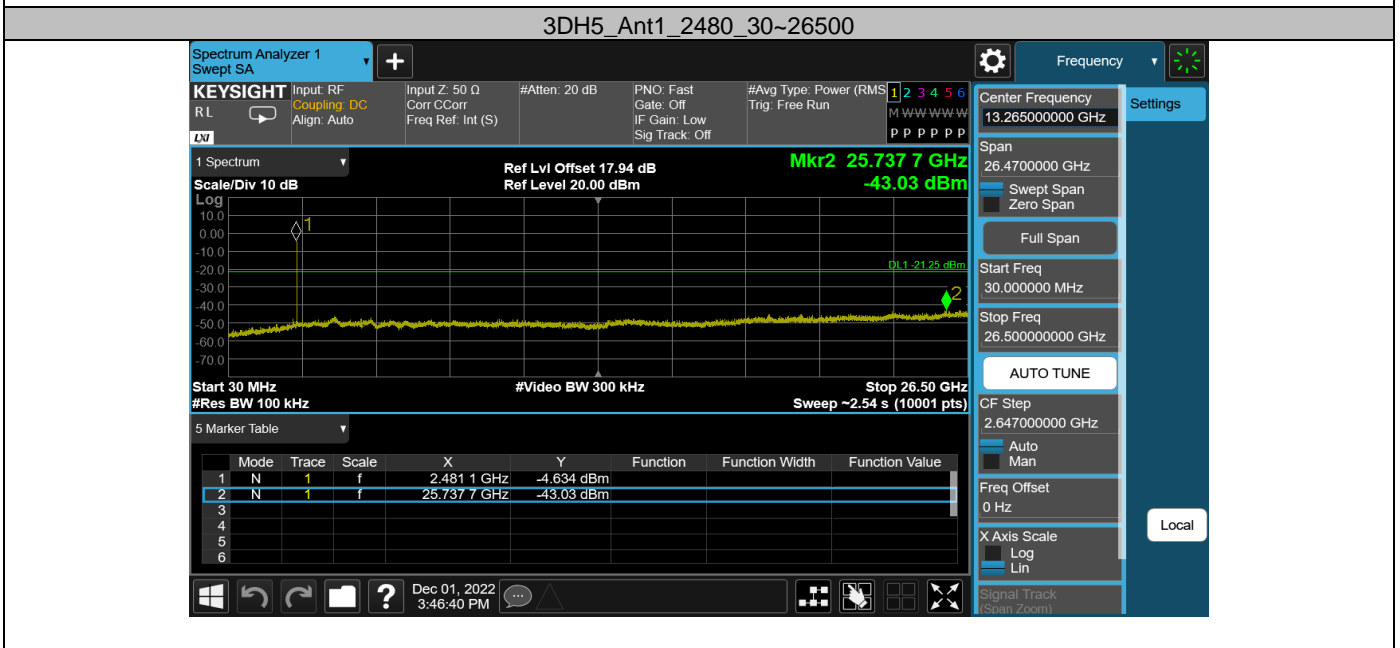 3DH5_Ant1_2480_30~26500
Spectrum Analyzer 1
Swept SA
Frequency
KEYSIGHT
RL
LXI
Input: RF
Coupling: DC
Align: Auto
Input Z: 50 Ω
Corr CCorr
Freq Ref: Int (S)
#Atten: 20 dB
PNO: Fast
Gate: Off
IF Gain: Low
Sig Track: Off
#Avg Type: Power (RMS
Trig: Free Run
1 2 3 4 5 6
M W W W W W
P P P P P P
Center Frequency
13.265000000 GHz
Settings
Span
26.4700000 GHz
Swept Span
Zero Span
Full Span
Start Freq
30.000000 MHz
Stop Freq
26.500000000 GHz
AUTO TUNE
CF Step
2.647000000 GHz
Auto
Man
Freq Offset
0 Hz
X Axis Scale
Log
Lin
Signal Track
(Span Zoom)
Local
1 Spectrum
Scale/Div 10 dB
Log
Ref Lvl Offset 17.94 dB
Ref Level 20.00 dBm
Mkr2 25.737 7 GHz
-43.03 dBm
10.0
0.00
-10.0
-20.0
-30.0
-40.0
-50.0
-60.0
-70.0
1
DL1 -21.25 dBm
2
Start 30 MHz
#Res BW 100 kHz
#Video BW 300 kHz
Stop 26.50 GHz
Sweep ~2.54 s (10001 pts)
5 Marker Table
Mode Trace Scale X Y Function Function Width Function Value
1 N 1 f 2.481 1 GHz -4.634 dBm
2 N 1 f 25.737 7 GHz -43.03 dBm
3
4
5
6
?
Dec 01, 2022
3:46:40 PM